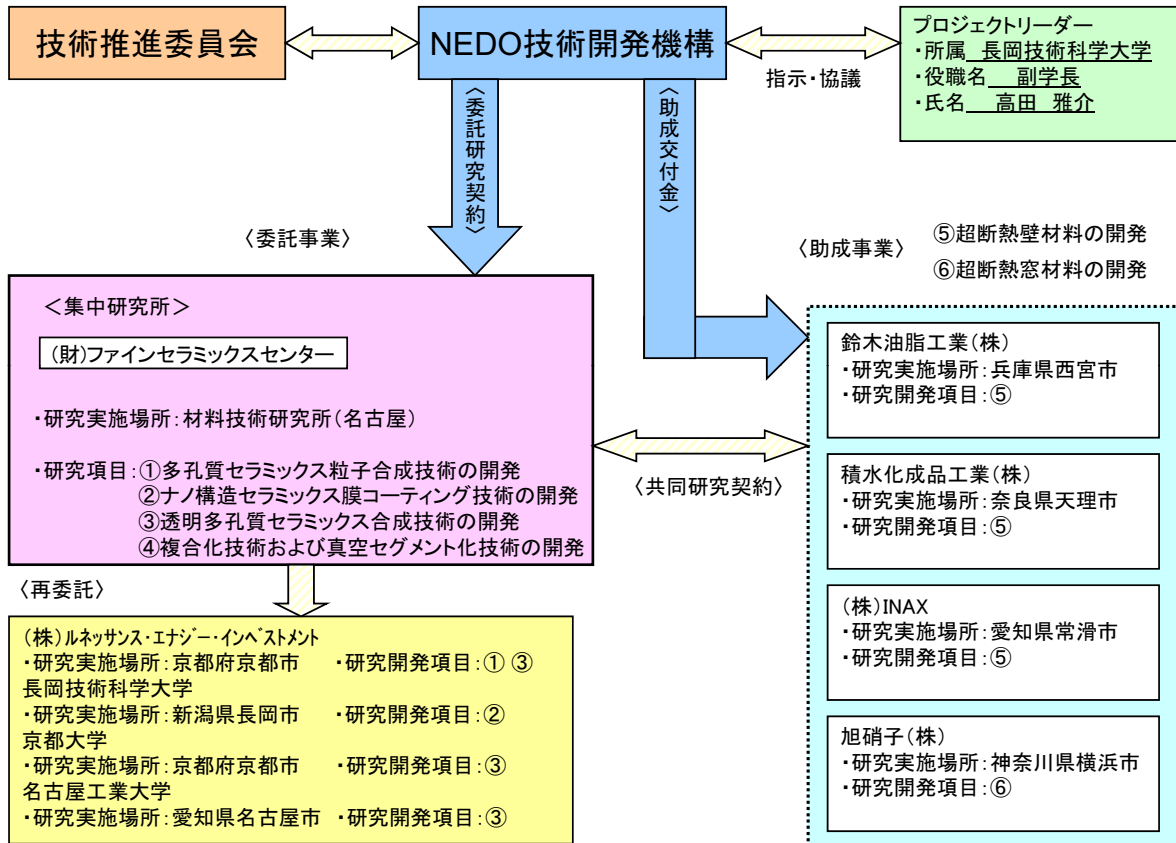 技術推進委員会
NEDO技術開発機構
プロジェクトリーダー
・所属 長岡技術科学大学
・役職名 副学長
・氏名 高田 雅介
指示・協議
〈委託研究契約〉
〈助成交付金〉
〈委託事業〉
〈助成事業〉
⑤超断熱壁材料の開発
⑥超断熱窓材料の開発
＜集中研究所＞
(財)ファインセラミックスセンター
・研究実施場所：材料技術研究所（名古屋）
・研究項目：①多孔質セラミックス粒子合成技術の開発
②ナノ構造セラミックス膜コーティング技術の開発
③透明多孔質セラミックス合成技術の開発
④複合化技術および真空セグメント化技術の開発
〈共同研究契約〉
鈴木油脂工業(株)
・研究実施場所：兵庫県西宮市
・研究開発項目：⑤
積水化成品工業(株)
・研究実施場所：奈良県天理市
・研究開発項目：⑤
(株)INAX
・研究実施場所：愛知県常滑市
・研究開発項目：⑤
旭硝子(株)
・研究実施場所：神奈川県横浜市
・研究開発項目：⑥
〈再委託〉
(株)ルネッサンス・エナジー・インベストメント
・研究実施場所：京都府京都市 ・研究開発項目：① ③
長岡技術科学大学
・研究実施場所：新潟県長岡市 ・研究開発項目：②
京都大学
・研究実施場所：京都府京都市 ・研究開発項目：③
名古屋工業大学
・研究実施場所：愛知県名古屋市 ・研究開発項目：③